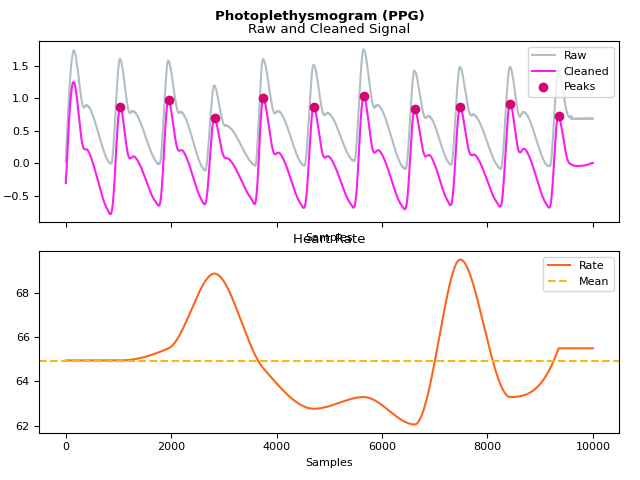 Photoplethysmogram (PPG)
Raw and Cleaned Signal
Raw
Cleaned
Peaks
1.5
1.0
0.5
0.0
−0.5
Samples
Heart Rate
Rate
Mean
68
66
64
62
0 2000 4000 6000 8000 10000
Samples